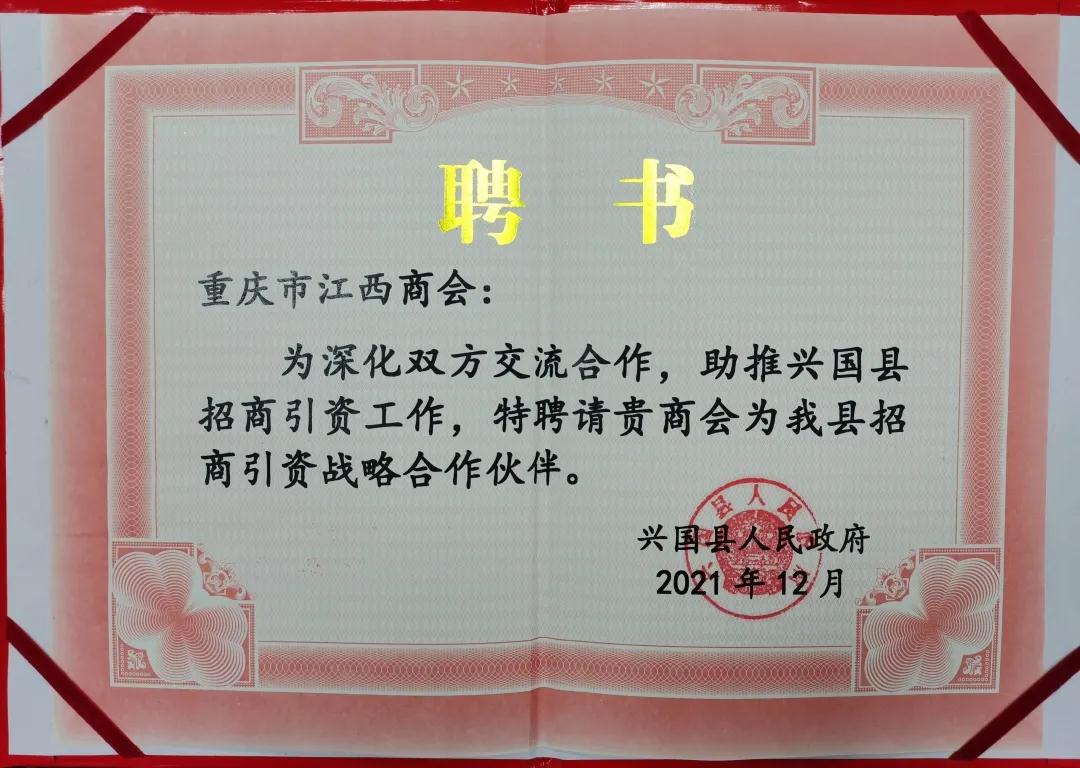 聘 书
重庆市江西商会：
为深化双方交流合作，助推兴国县
招商引资工作，特聘请贵商会为我县招
商引资战略合作伙伴。
县人民
兴国县人民政府
2021 年 12 月